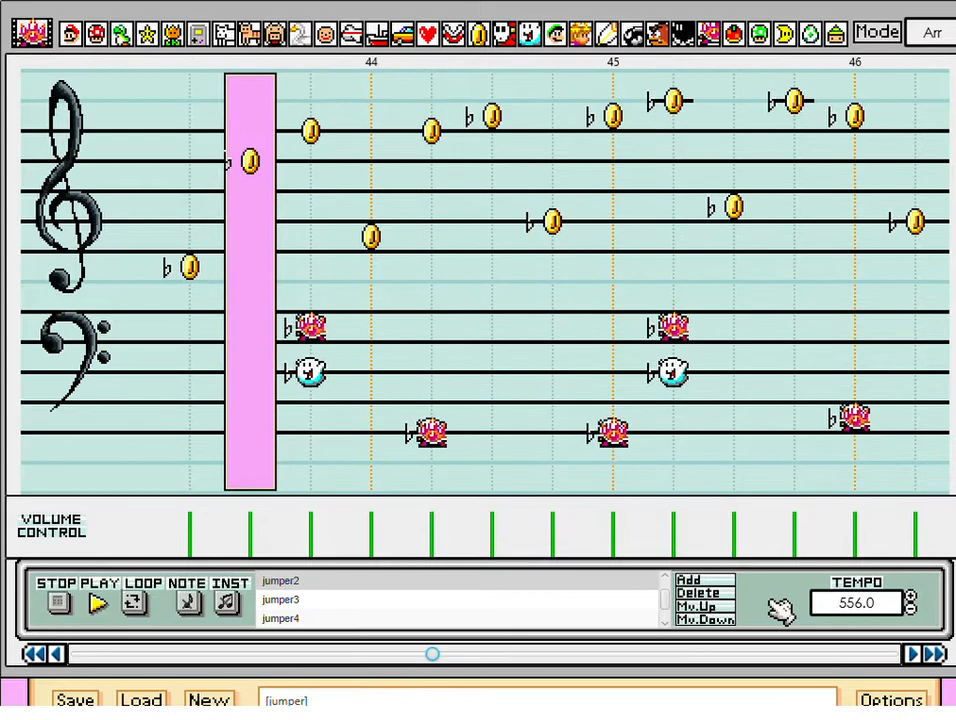 Mode Arr
44 45 46
VOLUME
CONTROL
STOP PLAY LOOP NOTE INST
jumper2
jumper3
jumper4
Add
Delete
Mv.Up
Mv.Down
TEMPO
556.0
Save Load New [jumper] Options